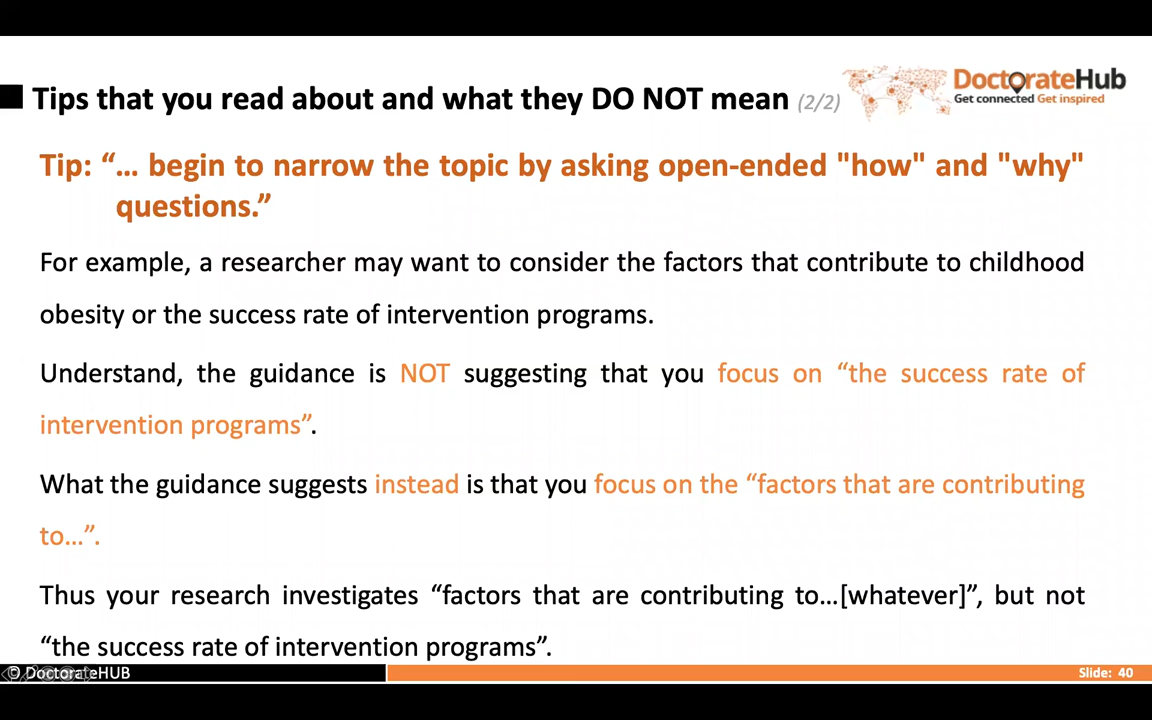 DoctorateHub
Get connected Get inspired
Tips that you read about and what they DO NOT mean (2/2)
Tip: “… begin to narrow the topic by asking open-ended "how" and "why"
questions.”
For example, a researcher may want to consider the factors that contribute to childhood
obesity or the success rate of intervention programs.
Understand, the guidance is NOT suggesting that you focus on “the success rate of
intervention programs”.
What the guidance suggests instead is that you focus on the “factors that are contributing
to…”.
Thus your research investigates “factors that are contributing to…[whatever]”, but not
“the success rate of intervention programs”.
© DoctorateHUB
Slide: 40